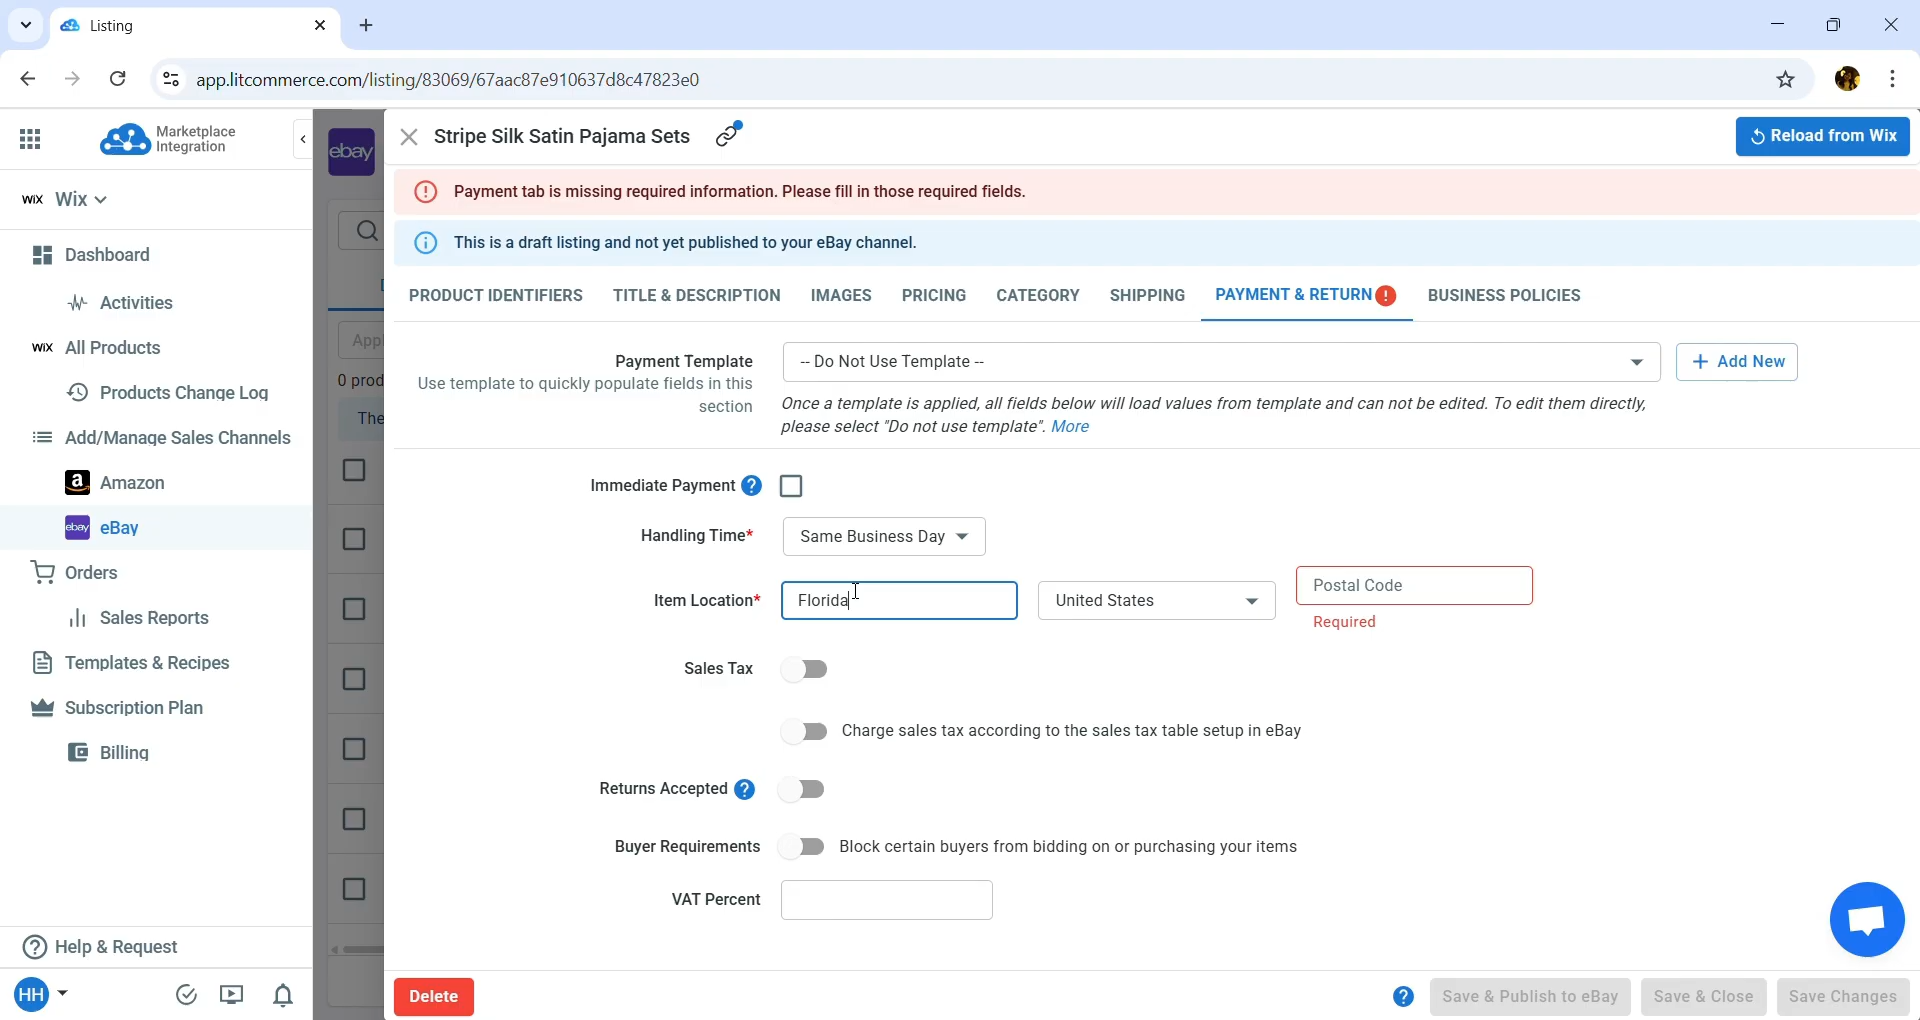 Listing
app.litcommerce.com/listing/83069/67aac87e910637d8c47823e0
Marketplace
Integration
WIX Wix
Dashboard
Activities
WIX All Products
Products Change Log
Add/Manage Sales Channels
a Amazon
ebay eBay
Orders
Sales Reports
Templates & Recipes
Subscription Plan
Billing
Help & Request
HH
ebay
0 prod
The
Stripe Silk Satin Pajama Sets
Reload from Wix
Payment tab is missing required information. Please fill in those required fields.
This is a draft listing and not yet published to your eBay channel.
PRODUCT IDENTIFIERS TITLE & DESCRIPTION IMAGES PRICING CATEGORY SHIPPING PAYMENT & RETURN ! BUSINESS POLICIES
Payment Template
Use template to quickly populate fields in this
section
-- Do Not Use Template --
+ Add New
Once a template is applied, all fields below will load values from template and can not be edited. To edit them directly,
please select "Do not use template". More
Immediate Payment ?
Handling Time* Same Business Day
Item Location* Florida United States Postal Code
Required
Sales Tax
Charge sales tax according to the sales tax table setup in eBay
Returns Accepted ?
Buyer Requirements Block certain buyers from bidding on or purchasing your items
VAT Percent
Delete
? Save & Publish to eBay Save & Close Save Changes